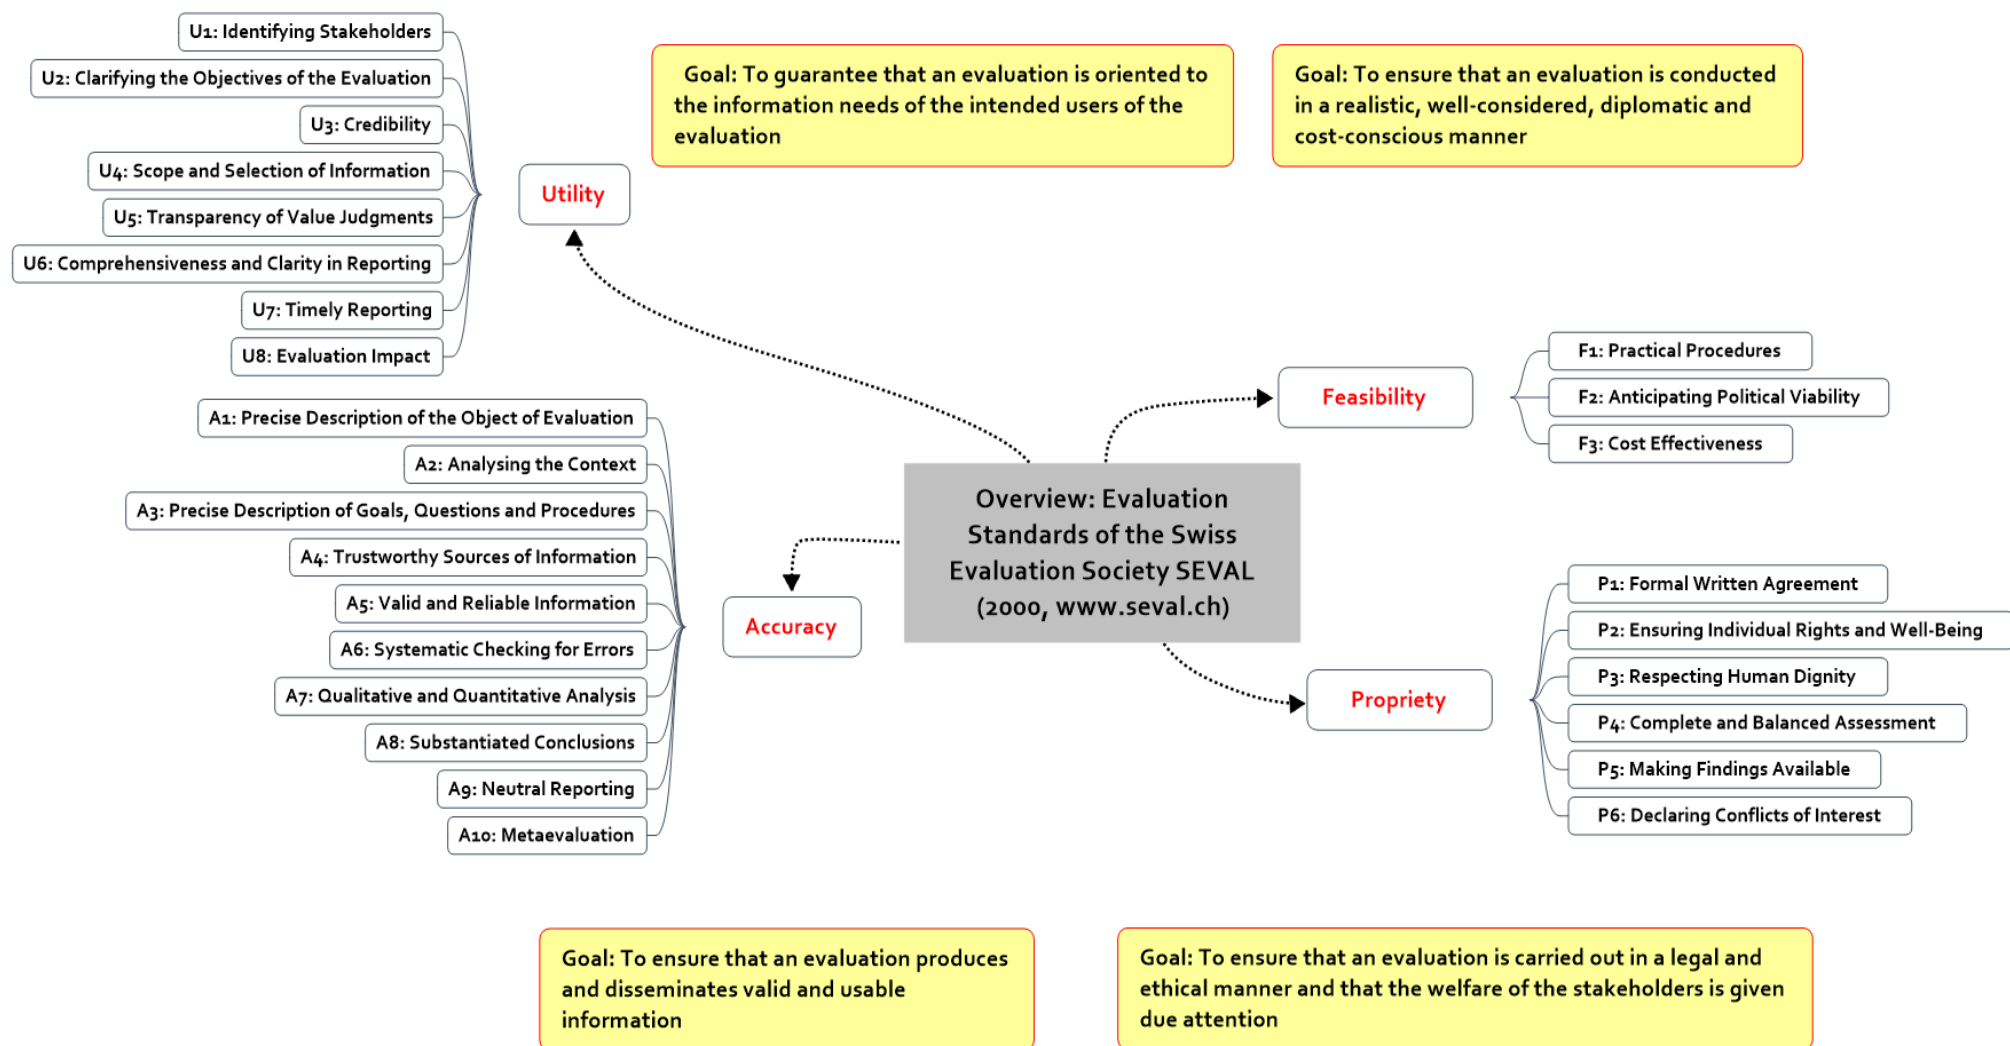 U1: Identifying Stakeholders
U2: Clarifying the Objectives of the Evaluation
U3: Credibility
U4: Scope and Selection of Information
U5: Transparency of Value Judgments
U6: Comprehensiveness and Clarity in Reporting
U7: Timely Reporting
U8: Evaluation Impact
Utility
Goal: To guarantee that an evaluation is oriented to
the information needs of the intended users of the
evaluation
Goal: To ensure that an evaluation is conducted
in a realistic, well-considered, diplomatic and
cost-conscious manner
Feasibility
F1: Practical Procedures
F2: Anticipating Political Viability
F3: Cost Effectiveness
Overview: Evaluation
Standards of the Swiss
Evaluation Society SEVAL
(2000, www.seval.ch)
A1: Precise Description of the Object of Evaluation
A2: Analysing the Context
A3: Precise Description of Goals, Questions and Procedures
A4: Trustworthy Sources of Information
A5: Valid and Reliable Information
A6: Systematic Checking for Errors
A7: Qualitative and Quantitative Analysis
A8: Substantiated Conclusions
A9: Neutral Reporting
A10: Metaevaluation
Accuracy
Propriety
P1: Formal Written Agreement
P2: Ensuring Individual Rights and Well-Being
P3: Respecting Human Dignity
P4: Complete and Balanced Assessment
P5: Making Findings Available
P6: Declaring Conflicts of Interest
Goal: To ensure that an evaluation produces
and disseminates valid and usable
information
Goal: To ensure that an evaluation is carried out in a legal and
ethical manner and that the welfare of the stakeholders is given
due attention